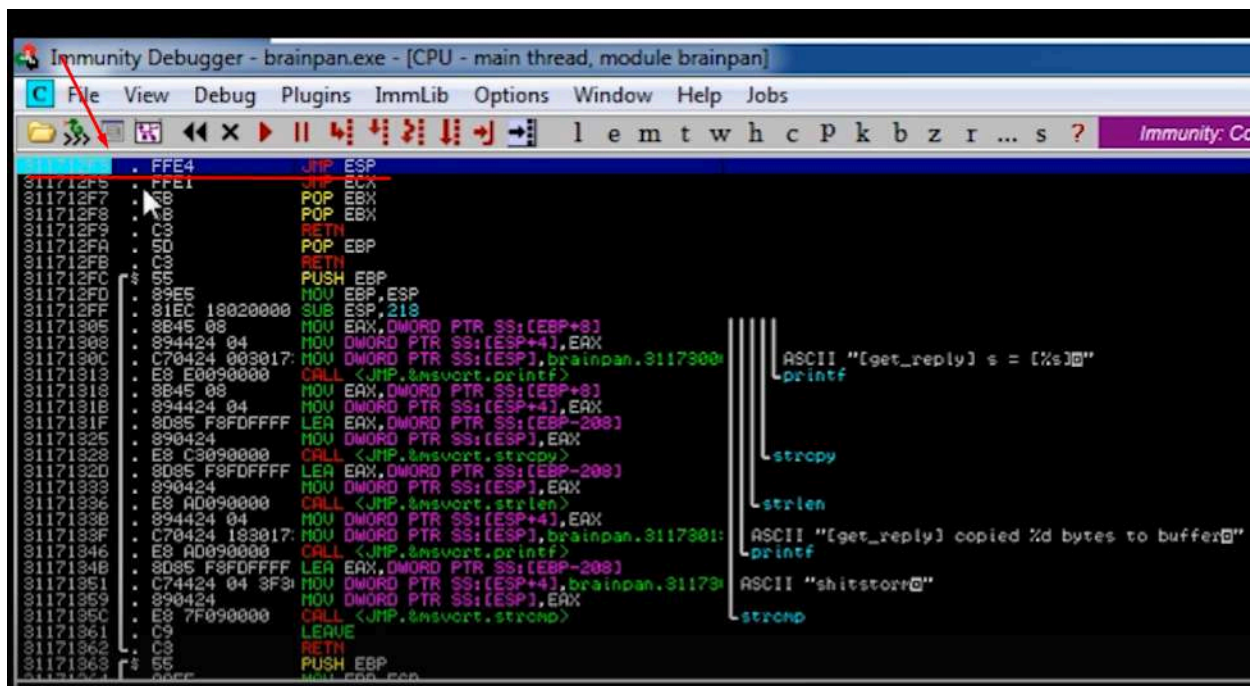 Immunity Debugger - brainpan.exe - [CPU - main thread, module brainpan]
C File View Debug Plugins ImmLib Options Window Help Jobs
l e m t w h c P k b z r ... s ? Immunity: Co
. FFE4 JMP ESP
311712F5 . FFE1 JMP ECX
311712F7 . 5B POP EBX
311712F8 . POP EBX
311712F9 . C3 RETN
311712FA . 5D POP EBP
311712FB . C3 RETN
311712FC $ 55 PUSH EBP
311712FD . 89E5 MOV EBP,ESP
311712FF . 81EC 18020000 SUB ESP,218
31171305 . 8B45 08 MOV EAX,DWORD PTR SS:[EBP+8]
31171308 . 894424 04 MOV DWORD PTR SS:[ESP+4],EAX
3117130C . C70424 003017: MOV DWORD PTR SS:[ESP],brainpan.3117300 ASCII "[get_reply] s = [%s]"
31171313 . E8 E0090000 CALL <JMP.&msvcrt.printf> printf
31171318 . 8B45 08 MOV EAX,DWORD PTR SS:[EBP+8]
3117131B . 894424 04 MOV DWORD PTR SS:[ESP+4],EAX
3117131F . 8D85 F8FDFFFF LEA EAX,DWORD PTR SS:[EBP-208]
31171325 . 890424 MOV DWORD PTR SS:[ESP],EAX
31171328 . E8 C3090000 CALL <JMP.&msvcrt.strcpy> strcpy
3117132D . 8D85 F8FDFFFF LEA EAX,DWORD PTR SS:[EBP-208]
31171333 . 890424 MOV DWORD PTR SS:[ESP],EAX
31171336 . E8 AD090000 CALL <JMP.&msvcrt.strlen> strlen
3117133B . 894424 04 MOV DWORD PTR SS:[ESP+4],EAX
3117133F . C70424 183017: MOV DWORD PTR SS:[ESP],brainpan.3117301: ASCII "[get_reply] copied %d bytes to buffer"
31171346 . E8 AD090000 CALL <JMP.&msvcrt.printf> printf
3117134B . 8D85 F8FDFFFF LEA EAX,DWORD PTR SS:[EBP-208]
31171351 . C74424 04 3F3 MOV DWORD PTR SS:[ESP+4],brainpan.31173 ASCII "shitstorm"
31171359 . 890424 MOV DWORD PTR SS:[ESP],EAX
3117135C . E8 7F090000 CALL <JMP.&msvcrt.strcmp> strcmp
31171361 . C9 LEAVE
31171362 . C3 RETN
31171363 $ 55 PUSH EBP